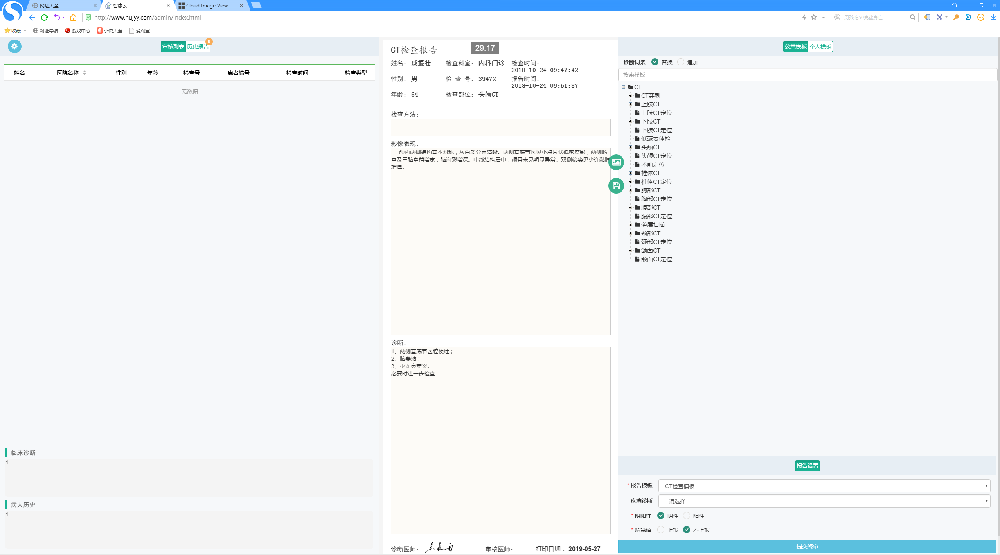 网址大全
智康云
Cloud Image View
http://www.hujyy.com/admin/index.html
男孩吃50克盐身亡
收藏
网址导航
游戏中心
小说大全
爱淘宝
审核列表
历史报告
0
姓名
医院名称
性别
年龄
检查号
患者编号
检查时间
检查类型
无数据
临床诊断
1
病人历史
1
CT检查报告
29:17
姓名： 戚振壮
检查科室： 内科门诊
检查时间：
2018-10-24 09:47:42
性别： 男
检 查 号： 39472
报告时间：
2018-10-24 09:51:37
年龄： 64
检查部位： 头颅CT
检查方法：
影像表现：
颅内两侧结构基本对称，灰白质分界清晰。两侧基底节区见小点片状低密度影，两侧脑
室及三脑室稍增宽，脑沟裂增深。中线结构居中，颅骨未见明显异常。双侧筛窦见少许黏膜
增厚。
诊断：
1、两侧基底节区腔梗灶；
2、脑萎缩；
3、少许鼻窦炎。
必要时进一步检查
诊断医师：
审核医师：
打印日期： 2019-05-27
公共模板
个人模板
诊断词条
替换
追加
搜索模板
CT
CT穿刺
上肢CT
上肢CT定位
下肢CT
下肢CT定位
低毫安体检
头颅CT
头颅CT定位
术前定位
椎体CT
椎体CT定位
胸部CT
胸部CT定位
腹部CT
腹部CT定位
薄层扫描
颈部CT
颈部CT定位
颌面CT
颌面CT定位
报告设置
* 报告模板
CT检查模板
疾病诊断
--请选择--
* 阴阳性
阴性
阳性
* 危急值
上报
不上报
提交终审